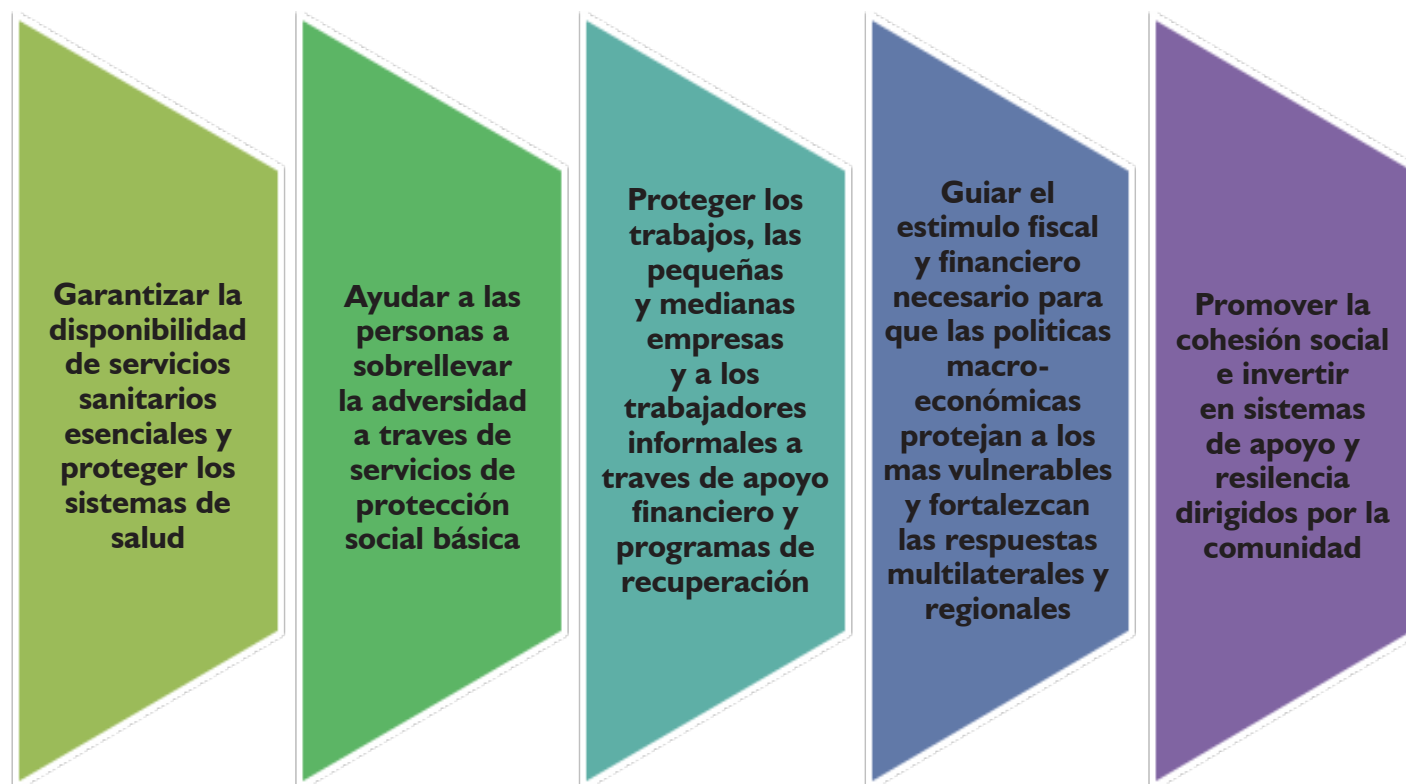 Garantizar la
disponibilidad
de servicios
sanitarios
esenciales y
proteger los
sistemas de
salud
Ayudar a las
personas a
sobrellevar
la adversidad
a traves de
servicios de
protección
social básica
Proteger los
trabajos, las
pequeñas
y medianas
empresas
y a los
trabajadores
informales a
traves de apoyo
financiero y
programas de
recuperación
Guiar el
estimulo fiscal
y financiero
necesario para
que las politicas
macro-
económicas
protejan a los
mas vulnerables
y fortalezcan
las respuestas
multilaterales y
regionales
Promover la
cohesión social
e invertir
en sistemas
de apoyo y
resilencia
dirigidos por la
comunidad